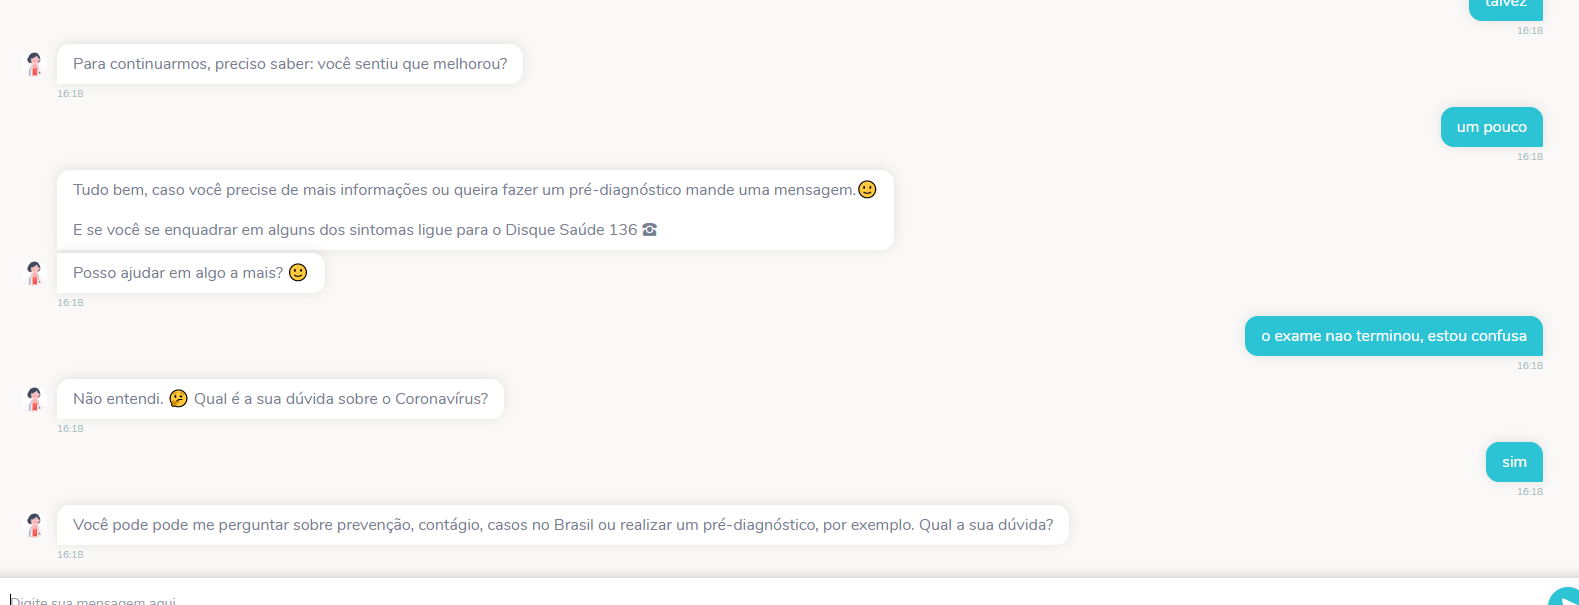 talvez
16:18
Para continuarmos, preciso saber: você sentiu que melhorou?
16:18
um pouco
16:18
Tudo bem, caso você precise de mais informações ou queira fazer um pré-diagnóstico mande uma mensagem.🙂
E se você se enquadrar em alguns dos sintomas ligue para o Disque Saúde 136 ☎
Posso ajudar em algo a mais? 🙂
16:18
o exame nao terminou, estou confusa
16:18
Não entendi. 🤔 Qual é a sua dúvida sobre o Coronavírus?
16:18
sim
16:18
Você pode pode me perguntar sobre prevenção, contágio, casos no Brasil ou realizar um pré-diagnóstico, por exemplo. Qual a sua dúvida?
16:18
Digite sua mensagem aqui